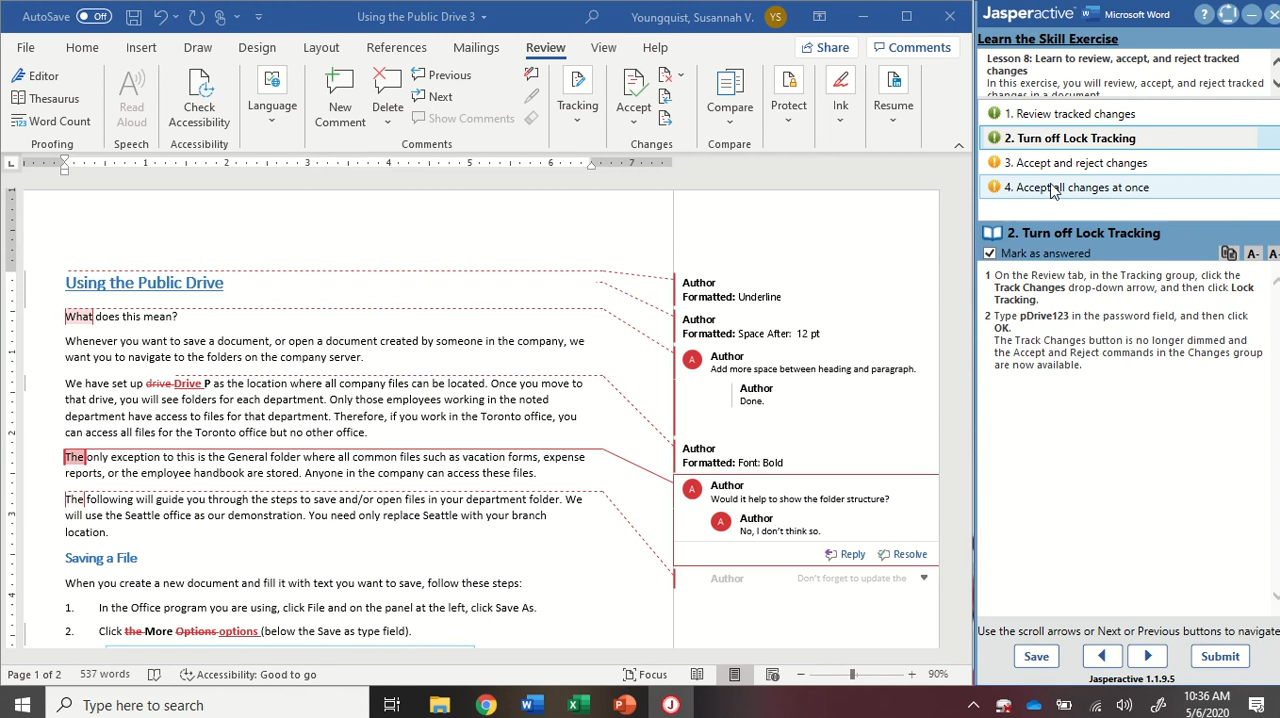 AutoSave Off
Using the Public Drive 3
Youngquist, Susannah V.
YS
File Home Insert Draw Design Layout References Mailings Review View Help
Share Comments
Editor
Thesaurus
Word Count
Proofing
Read Aloud
Speech
Check Accessibility
Accessibility
Language
New Comment
Delete
Previous
Next
Show Comments
Comments
Tracking
Accept
Changes
Compare
Compare
Protect
Ink
Resume
1 2 3 4 5 6 7
Using the Public Drive
What does this mean?
Whenever you want to save a document, or open a document created by someone in the company, we
want you to navigate to the folders on the company server.
We have set up drive Drive P as the location where all company files can be located. Once you move to
that drive, you will see folders for each department. Only those employees working in the noted
department have access to files for that department. Therefore, if you work in the Toronto office, you
can access all files for the Toronto office but no other office.
The only exception to this is the General folder where all common files such as vacation forms, expense
reports, or the employee handbook are stored. Anyone in the company can access these files.
The following will guide you through the steps to save and/or open files in your department folder. We
will use the Seattle office as our demonstration. You need only replace Seattle with your branch
location.
Saving a File
When you create a new document and fill it with text you want to save, follow these steps:
1. In the Office program you are using, click File and on the panel at the left, click Save As.
2. Click the More Options options (below the Save as type field).
Author
Formatted: Underline
Author
Formatted: Space After: 12 pt
A
Author
Add more space between heading and paragraph.
Author
Done.
Author
Formatted: Font: Bold
A
Author
Would it help to show the folder structure?
A
Author
No, I don't think so.
Reply Resolve
Author Don't forget to update the
Page 1 of 2 537 words Accessibility: Good to go Focus 90%
Jasperactive Microsoft Word
Learn the Skill Exercise
Lesson 8: Learn to review, accept, and reject tracked
changes
In this exercise, you will review, accept, and reject tracked
changes in a document.
1. Review tracked changes
2. Turn off Lock Tracking
3. Accept and reject changes
4. Accept all changes at once
2. Turn off Lock Tracking
Mark as answered
A- A
1 On the Review tab, in the Tracking group, click the
Track Changes drop-down arrow, and then click Lock
Tracking.
2 Type pDrive123 in the password field, and then click
OK.
The Track Changes button is no longer dimmed and
the Accept and Reject commands in the Changes group
are now available.
Use the scroll arrows or Next or Previous buttons to navigate
Save Submit
Jasperactive 1.1.9.5
Type here to search
10:36 AM
5/6/2020